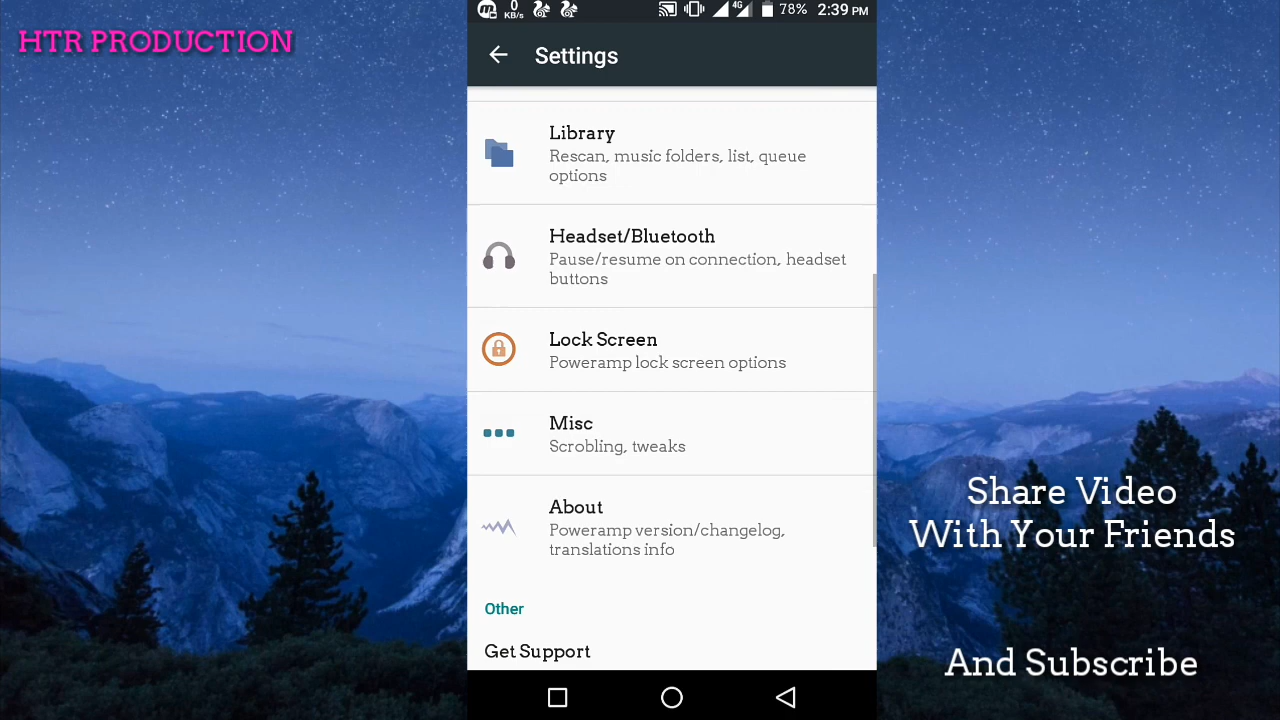 HTR PRODUCTION
0
KB/s
4G
78%
2:39 PM
Settings
Library
Rescan, music folders, list, queue
options
Headset/Bluetooth
Pause/resume on connection, headset
buttons
Lock Screen
Poweramp lock screen options
Misc
Scrobling, tweaks
About
Poweramp version/changelog,
translations info
Other
Get Support
Share Video
With Your Friends
And Subscribe